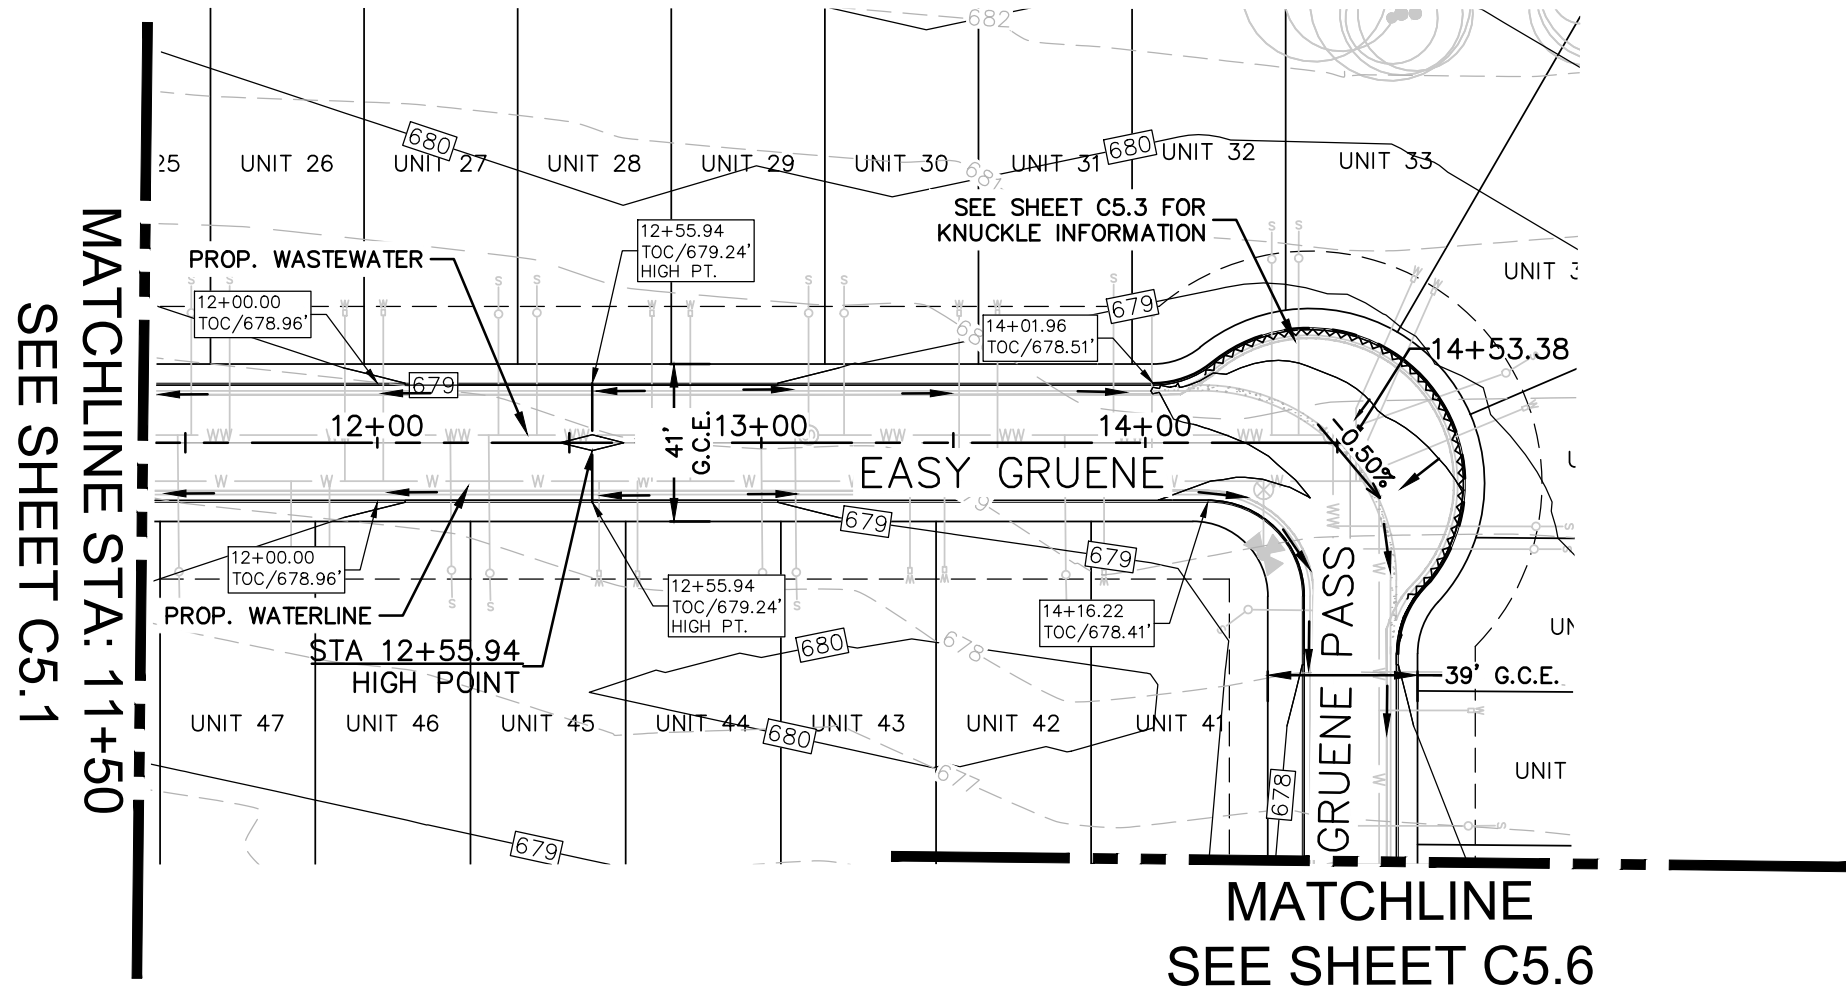 MATCHLINE STA: 11+50
SEE SHEET C5.1
682
680
680
681
25
UNIT 26
UNIT 27
UNIT 28
UNIT 29
UNIT 30
UNIT 31
UNIT 32
UNIT 33
SEE SHEET C5.3 FOR
KNUCKLE INFORMATION
12+55.94
TOC/679.24'
HIGH PT.
PROP. WASTEWATER
12+00.00
TOC/678.96'
679
14+01.96
TOC/678.51'
14+53.38
679
12+00
13+00
14+00
41'
G.C.E.
-0.50%
EASY GRUENE
679
679
12+00.00
TOC/678.96'
12+55.94
TOC/679.24'
HIGH PT.
14+16.22
TOC/678.41'
PROP. WATERLINE
STA 12+55.94
HIGH POINT
680
678
GRUENE PASS
39' G.C.E.
UNIT 47
UNIT 46
UNIT 45
UNIT 44
UNIT 43
UNIT 42
UNIT 41
680
677
678
UNIT
679
MATCHLINE
SEE SHEET C5.6